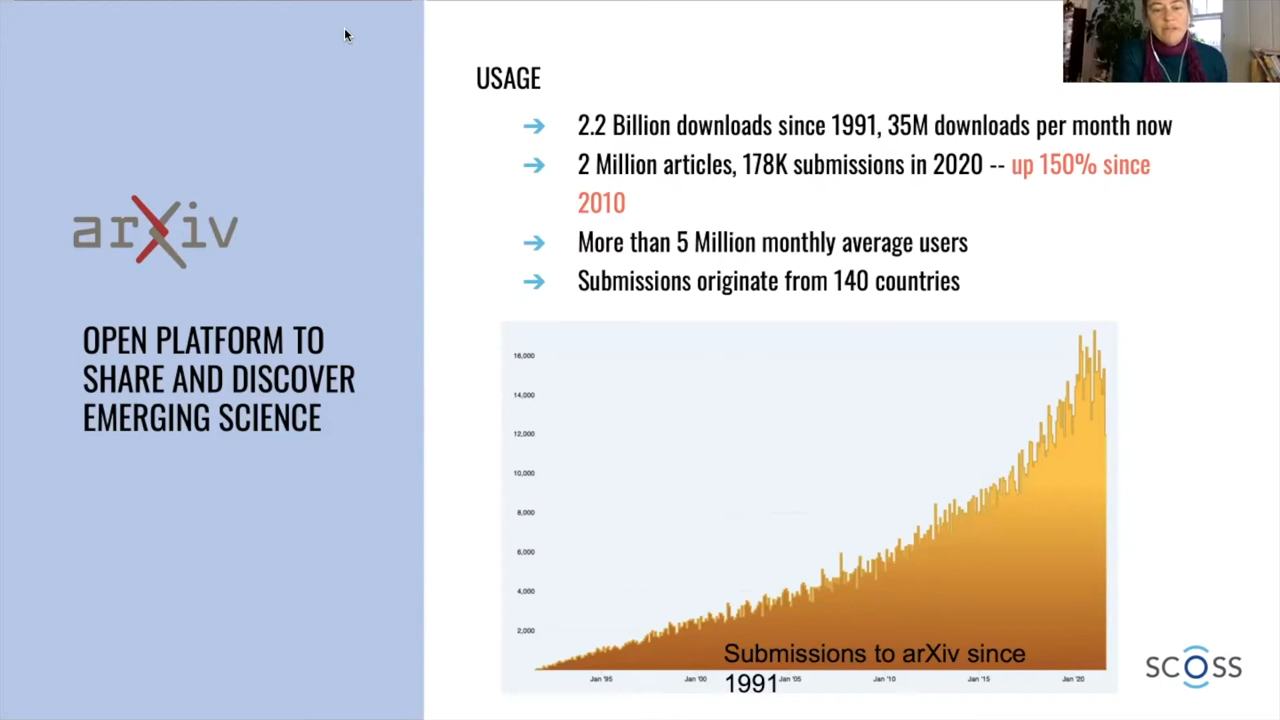 arXiv
OPEN PLATFORM TO
SHARE AND DISCOVER
EMERGING SCIENCE
USAGE
➔ 2.2 Billion downloads since 1991, 35M downloads per month now
➔ 2 Million articles, 178K submissions in 2020 -- up 150% since
2010
➔ More than 5 Million monthly average users
➔ Submissions originate from 140 countries
16,000
14,000
12,000
10,000
8,000
6,000
4,000
2,000
Submissions to arXiv since
1991
Jan '95 Jan '00 Jan '05 Jan '10 Jan '15 Jan '20
SCOSS